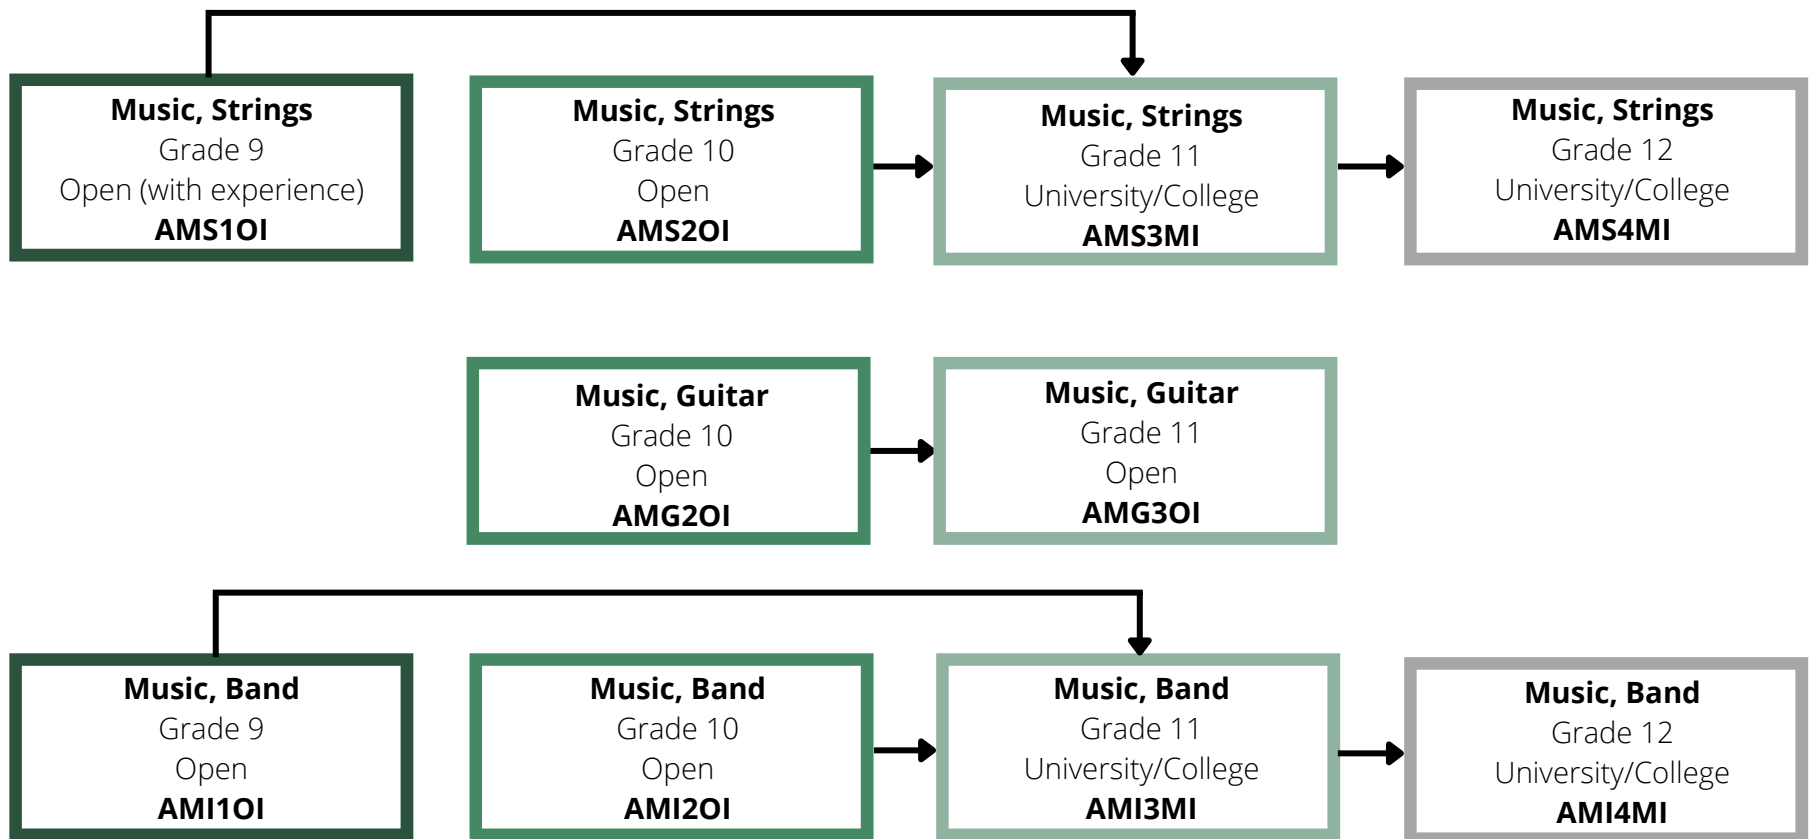 Music, Strings
Grade 9
Open (with experience)
AMS1OI
Music, Strings
Grade 10
Open
AMS2OI
Music, Strings
Grade 11
University/College
AMS3MI
Music, Strings
Grade 12
University/College
AMS4MI
Music, Guitar
Grade 10
Open
AMG2OI
Music, Guitar
Grade 11
Open
AMG3OI
Music, Band
Grade 9
Open
AMI1OI
Music, Band
Grade 10
Open
AMI2OI
Music, Band
Grade 11
University/College
AMI3MI
Music, Band
Grade 12
University/College
AMI4MI